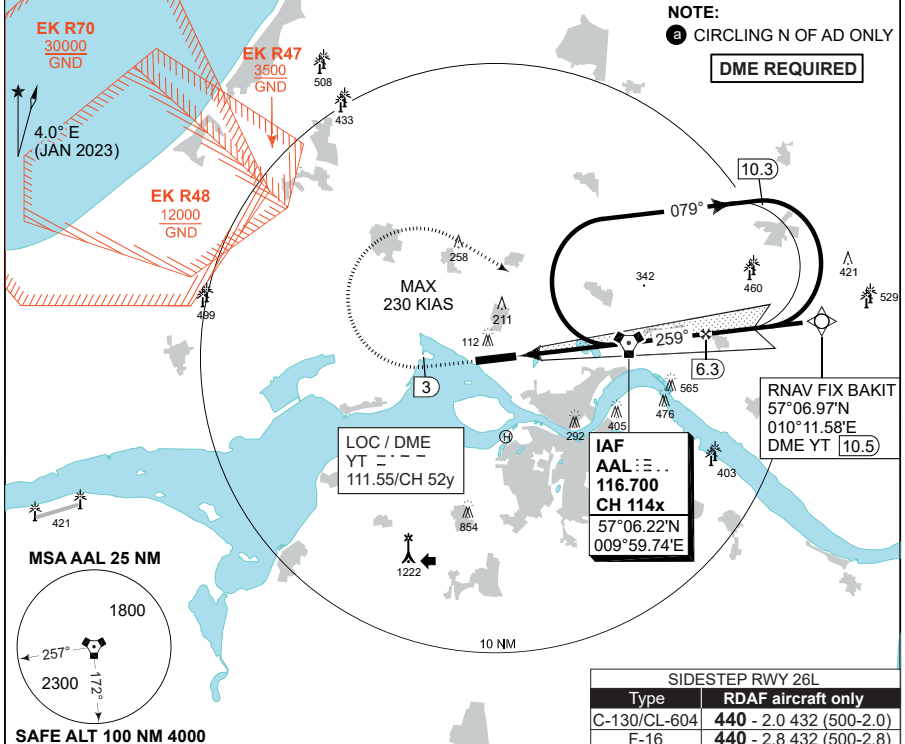 NOTE:
a CIRCLING N OF AD ONLY
DME REQUIRED
EK R70
30000
GND
EK R47
3500
GND
508
433
4.0° E
(JAN 2023)
EK R48
12000
GND
499
10.3
079°
258
MAX
230 KIAS
342
460
421
529
211
112
259°
6.3
3
565
476
405
292
403
RNAV FIX BAKIT
57°06.97'N
010°11.58'E
DME YT 10.5
LOC / DME
YT
111.55/CH 52y
H
IAF
AAL
116.700
CH 114x
57°06.22'N
009°59.74'E
421
854
1222
10 NM
MSA AAL 25 NM
1800
257°
2300
172°
SAFE ALT 100 NM 4000
SIDESTEP RWY 26L
Type RDAF aircraft only
C-130/CL-604 440 - 2.0 432 (500-2.0)
F-16 440 - 2.8 432 (500-2.8)